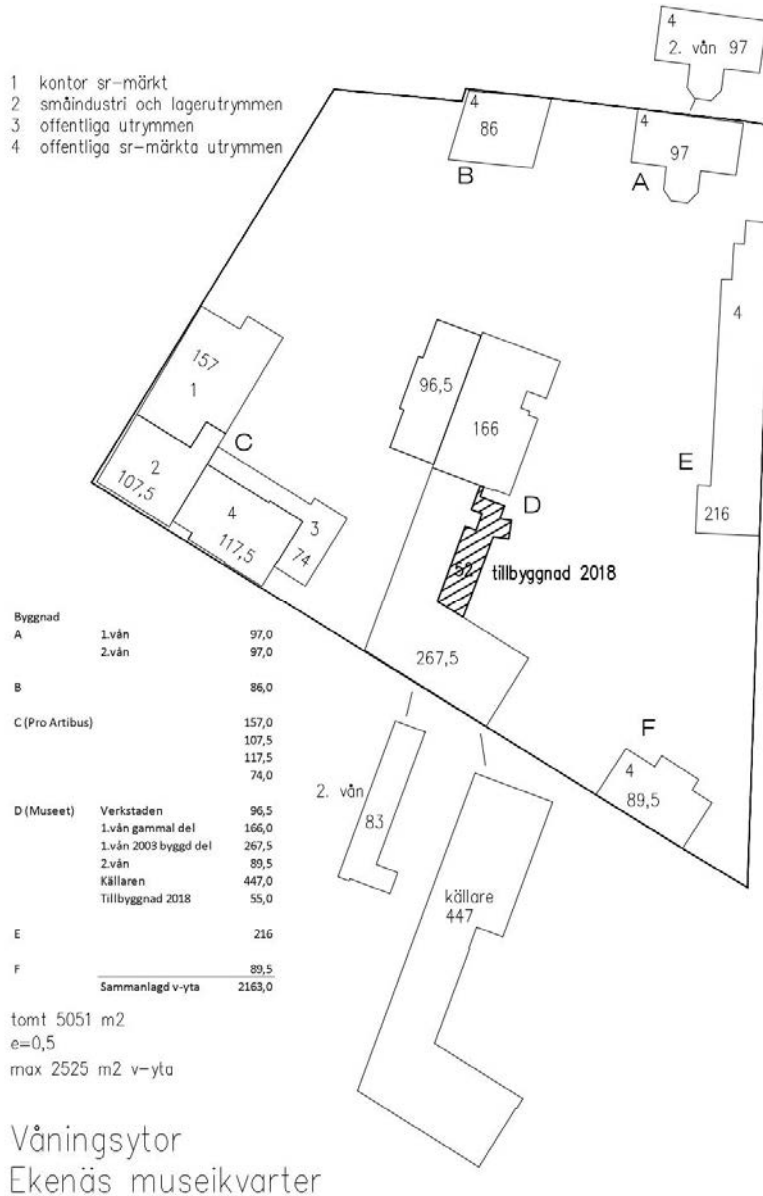 4
2. vån 97
1 kontor sr-märkt
2 småindustri och lagerutrymmen
3 offentliga utrymmen
4 offentliga sr-märkta utrymmen
4
86
B
4
97
A
4
157
1
96,5
166
C
E
2
107,5
4
117,5
3
74
D
216
52 tillbyggnad 2018
267,5
Byggnad
A 1.vån 97,0
2.vån 97,0
B 86,0
C (Pro Artibus) 157,0
107,5
117,5
74,0
D (Museet) Verkstaden 96,5
1.vån gammal del 166,0
1.vån 2003 byggd del 267,5
2.vån 89,5
Källaren 447,0
Tillbyggnad 2018 55,0
E 216
F 89,5
Sammanlagd v-yta 2163,0
F
4
89,5
2. vån
83
källare
447
tomt 5051 m2
e=0,5
max 2525 m2 v-yta
Våningsytor
Ekenäs museikvarter